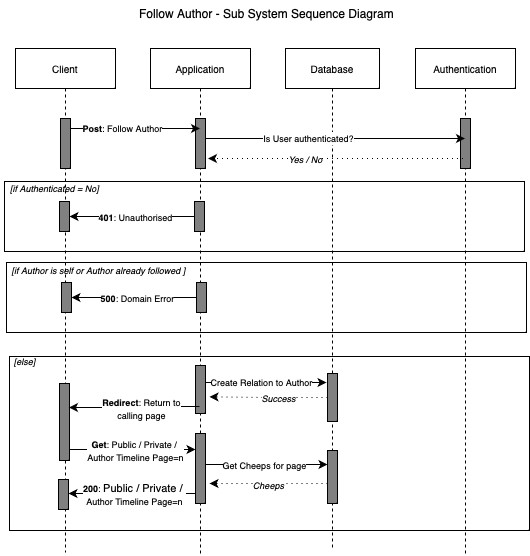 Follow Author - Sub System Sequence Diagram
Client
Application
Database
Authentication
Post: Follow Author
Is User authenticated?
Yes / No
[if Authenticated = No]
401: Unauthorised
[if Author is self or Author already followed ]
500: Domain Error
[else]
Create Relation to Author
Success
Redirect: Return to
calling page
Get: Public / Private /
Author Timeline Page=n
Get Cheeps for page
Cheeps
200: Public / Private /
Author Timeline Page=n